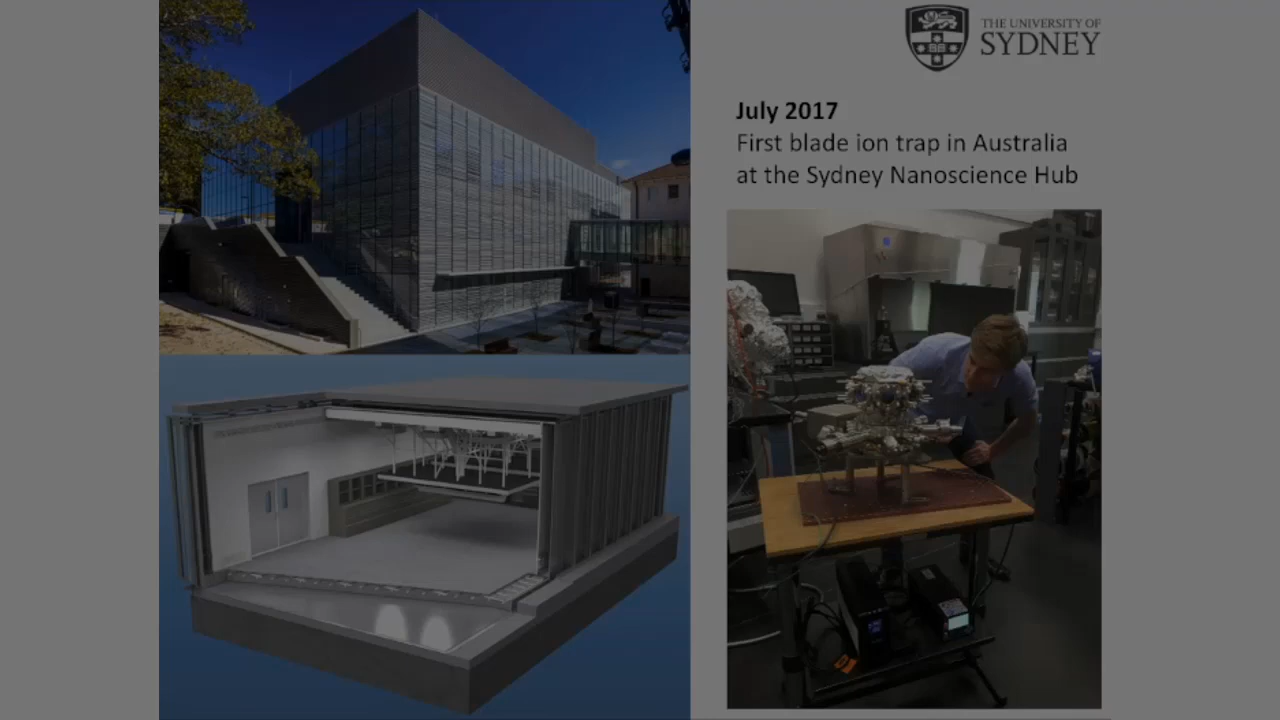 THE UNIVERSITY OF
SYDNEY
July 2017
First blade ion trap in Australia
at the Sydney Nanoscience Hub